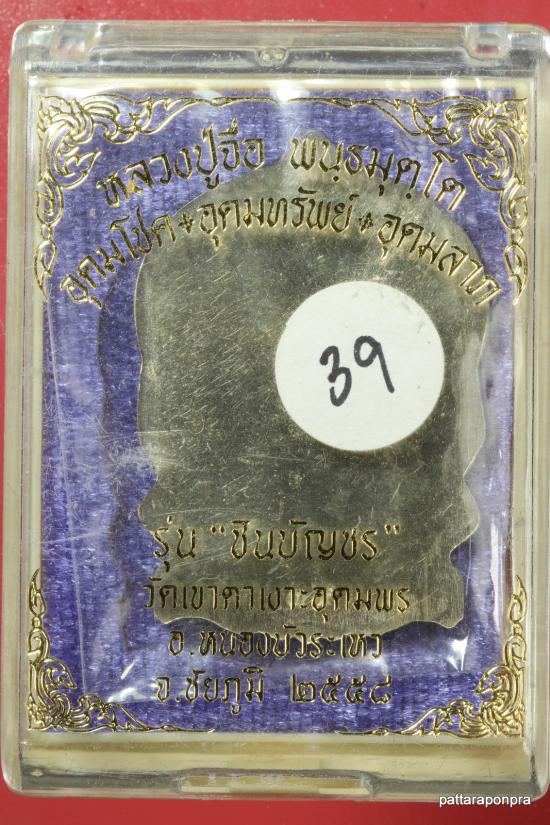 หลวงปู่จื่อ พนฺธมุตฺโต
อุดมโชค อุดมทรัพย์ อุดมลาภ
39
รุ่น "ชินบัญชร"
วัดเขาตาเงาะอุดมพร
อ.หนองบัวระเหว
จ.ชัยภูมิ ๒๕๕๘
pattaraponpra